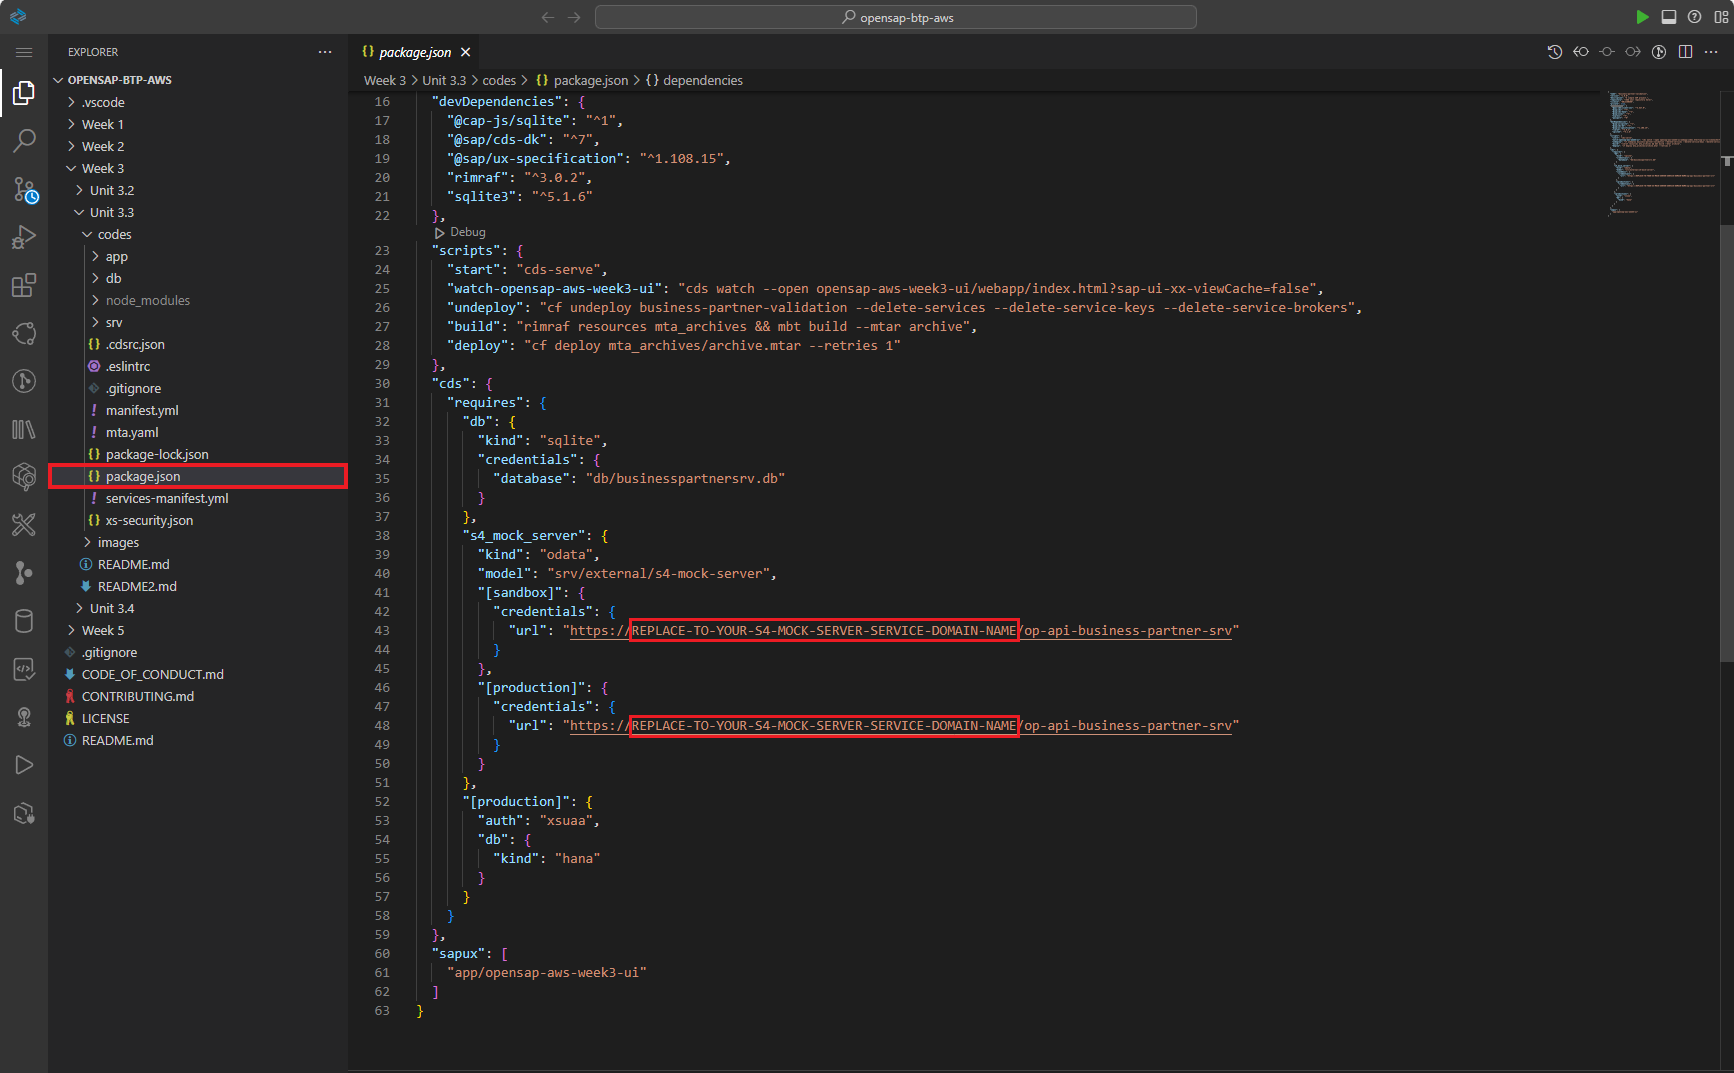 opensap-btp-aws
EXPLORER
OPENSAP-BTP-AWS
.vscode
Week 1
Week 2
Week 3
Unit 3.2
Unit 3.3
codes
app
db
node_modules
srv
.cdsrc.json
.eslintrc
.gitignore
manifest.yml
mta.yaml
package-lock.json
package.json
services-manifest.yml
xs-security.json
images
README.md
README2.md
Unit 3.4
Week 5
.gitignore
CODE_OF_CONDUCT.md
CONTRIBUTING.md
LICENSE
README.md
{} package.json
Week 3 > Unit 3.3 > codes > {} package.json > {} dependencies
16 "devDependencies": {
17 "@cap-js/sqlite": "^1",
18 "@sap/cds-dk": "^7",
19 "@sap/ux-specification": "^1.108.15",
20 "rimraf": "^3.0.2",
21 "sqlite3": "^5.1.6"
22 },
Debug
23 "scripts": {
24 "start": "cds-serve",
25 "watch-opensap-aws-week3-ui": "cds watch --open opensap-aws-week3-ui/webapp/index.html?sap-ui-xx-viewCache=false",
26 "undeploy": "cf undeploy business-partner-validation --delete-services --delete-service-keys --delete-service-brokers",
27 "build": "rimraf resources mta_archives && mbt build --mtar archive",
28 "deploy": "cf deploy mta_archives/archive.mtar --retries 1"
29 },
30 "cds": {
31 "requires": {
32 "db": {
33 "kind": "sqlite",
34 "credentials": {
35 "database": "db/businesspartnersrv.db"
36 }
37 },
38 "s4_mock_server": {
39 "kind": "odata",
40 "model": "srv/external/s4-mock-server",
41 "[sandbox]": {
42 "credentials": {
43 "url": "https://REPLACE-TO-YOUR-S4-MOCK-SERVER-SERVICE-DOMAIN-NAME/op-api-business-partner-srv"
44 }
45 },
46 "[production]": {
47 "credentials": {
48 "url": "https://REPLACE-TO-YOUR-S4-MOCK-SERVER-SERVICE-DOMAIN-NAME/op-api-business-partner-srv"
49 }
50 }
51 },
52 "[production]": {
53 "auth": "xsuaa",
54 "db": {
55 "kind": "hana"
56 }
57 }
58 }
59 },
60 "sapux": [
61 "app/opensap-aws-week3-ui"
62 ]
63 }